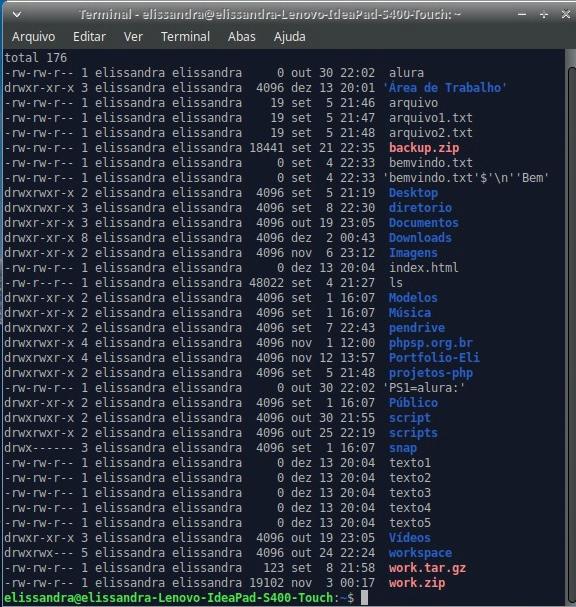 Terminal - elissandra@elissandra-Lenovo-IdeaPad-S400-Touch: ~
Arquivo Editar Ver Terminal Abas Ajuda
total 176
-rw-rw-r-- 1 elissandra elissandra     0 out 30 22:02  alura
drwxr-xr-x 3 elissandra elissandra  4096 dez 13 20:01 'Área de Trabalho'
-rw-rw-r-- 1 elissandra elissandra    19 set  5 21:46  arquivo
-rw-rw-r-- 1 elissandra elissandra    19 set  5 21:47  arquivo1.txt
-rw-rw-r-- 1 elissandra elissandra    19 set  5 21:48  arquivo2.txt
-rw-rw-r-- 1 elissandra elissandra 18441 set 21 22:35  backup.zip
-rw-rw-r-- 1 elissandra elissandra     0 set  4 22:33  bemvindo.txt
-rw-rw-r-- 1 elissandra elissandra     0 set  4 22:33 'bemvindo.txt'$'\n''Bem'
drwxrwxr-x 2 elissandra elissandra  4096 set  5 21:19  Desktop
drwxrwxr-x 3 elissandra elissandra  4096 set  8 22:30  diretorio
drwxr-xr-x 3 elissandra elissandra  4096 out 19 23:05  Documentos
drwxr-xr-x 8 elissandra elissandra  4096 dez  2 00:43  Downloads
drwxr-xr-x 2 elissandra elissandra  4096 nov  6 23:12  Imagens
-rw-rw-r-- 1 elissandra elissandra     0 dez 13 20:04  index.html
-rw-r--r-- 1 elissandra elissandra 48022 set  4 21:27  ls
drwxr-xr-x 2 elissandra elissandra  4096 set  1 16:07  Modelos
drwxr-xr-x 2 elissandra elissandra  4096 set  1 16:07  Música
drwxrwxr-x 2 elissandra elissandra  4096 set  7 22:43  pendrive
drwxrwxr-x 4 elissandra elissandra  4096 nov  1 12:00  phpsp.org.br
drwxrwxr-x 4 elissandra elissandra  4096 nov 12 13:57  Portfolio-Eli
drwxrwxr-x 2 elissandra elissandra  4096 set  5 21:48  projetos-php
-rw-rw-r-- 1 elissandra elissandra     0 out 30 22:02 'PS1=alura:'
drwxr-xr-x 2 elissandra elissandra  4096 set  1 16:07  Público
drwxrwxr-x 2 elissandra elissandra  4096 out 30 21:55  script
drwxrwxr-x 2 elissandra elissandra  4096 out 25 22:19  scripts
drwx------ 3 elissandra elissandra  4096 set  1 16:07  snap
-rw-rw-r-- 1 elissandra elissandra     0 dez 13 20:04  texto1
-rw-rw-r-- 1 elissandra elissandra     0 dez 13 20:04  texto2
-rw-rw-r-- 1 elissandra elissandra     0 dez 13 20:04  texto3
-rw-rw-r-- 1 elissandra elissandra     0 dez 13 20:04  texto4
-rw-rw-r-- 1 elissandra elissandra     0 dez 13 20:04  texto5
drwxr-xr-x 3 elissandra elissandra  4096 out 19 23:05  Vídeos
drwxrwx--- 5 elissandra elissandra  4096 out 24 22:24  workspace
-rw-rw-r-- 1 elissandra elissandra   123 set  8 21:58  work.tar.gz
-rw-rw-r-- 1 elissandra elissandra 19102 nov  3 00:17  work.zip
elissandra@elissandra-Lenovo-IdeaPad-S400-Touch:~$